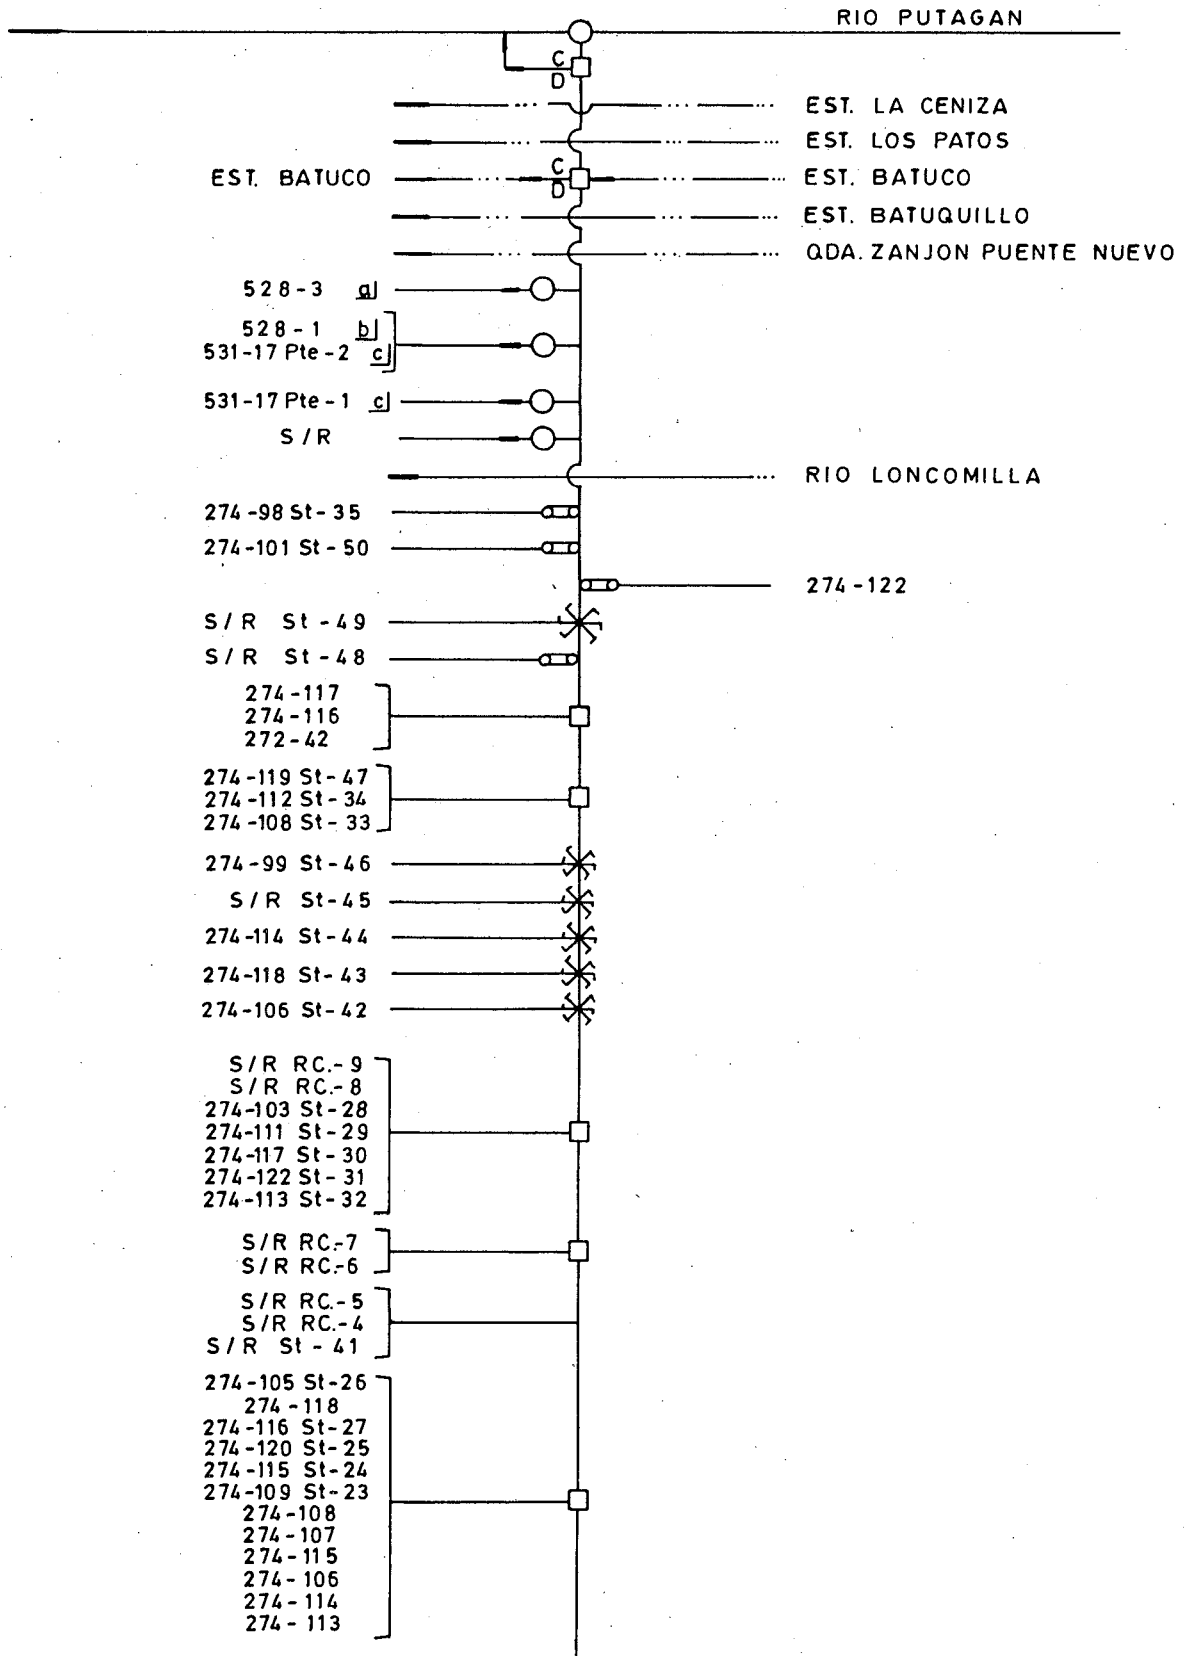 RIO PUTAGAN
C
D
EST. LA CENIZA
EST. LOS PATOS
EST. BATUCO
C
D
EST. BATUCO
EST. BATUQUILLO
QDA. ZANJON PUENTE NUEVO
528-3 a
528-1 b
531-17 Pte-2 c
531-17 Pte-1 c
S/R
RIO LONCOMILLA
274-98 St-35
274-101 St-50
274-122
S/R St-49
S/R St-48
274-117
274-116
272-42
274-119 St-47
274-112 St-34
274-108 St-33
274-99 St-46
S/R St-45
274-114 St-44
274-118 St-43
274-106 St-42
S/R RC.-9
S/R RC.-8
274-103 St-28
274-111 St-29
274-117 St-30
274-122 St-31
274-113 St-32
S/R RC.-7
S/R RC.-6
S/R RC.-5
S/R RC.-4
S/R St-41
274-105 St-26
274-118
274-116 St-27
274-120 St-25
274-115 St-24
274-109 St-23
274-108
274-107
274-115
274-106
274-114
274-113